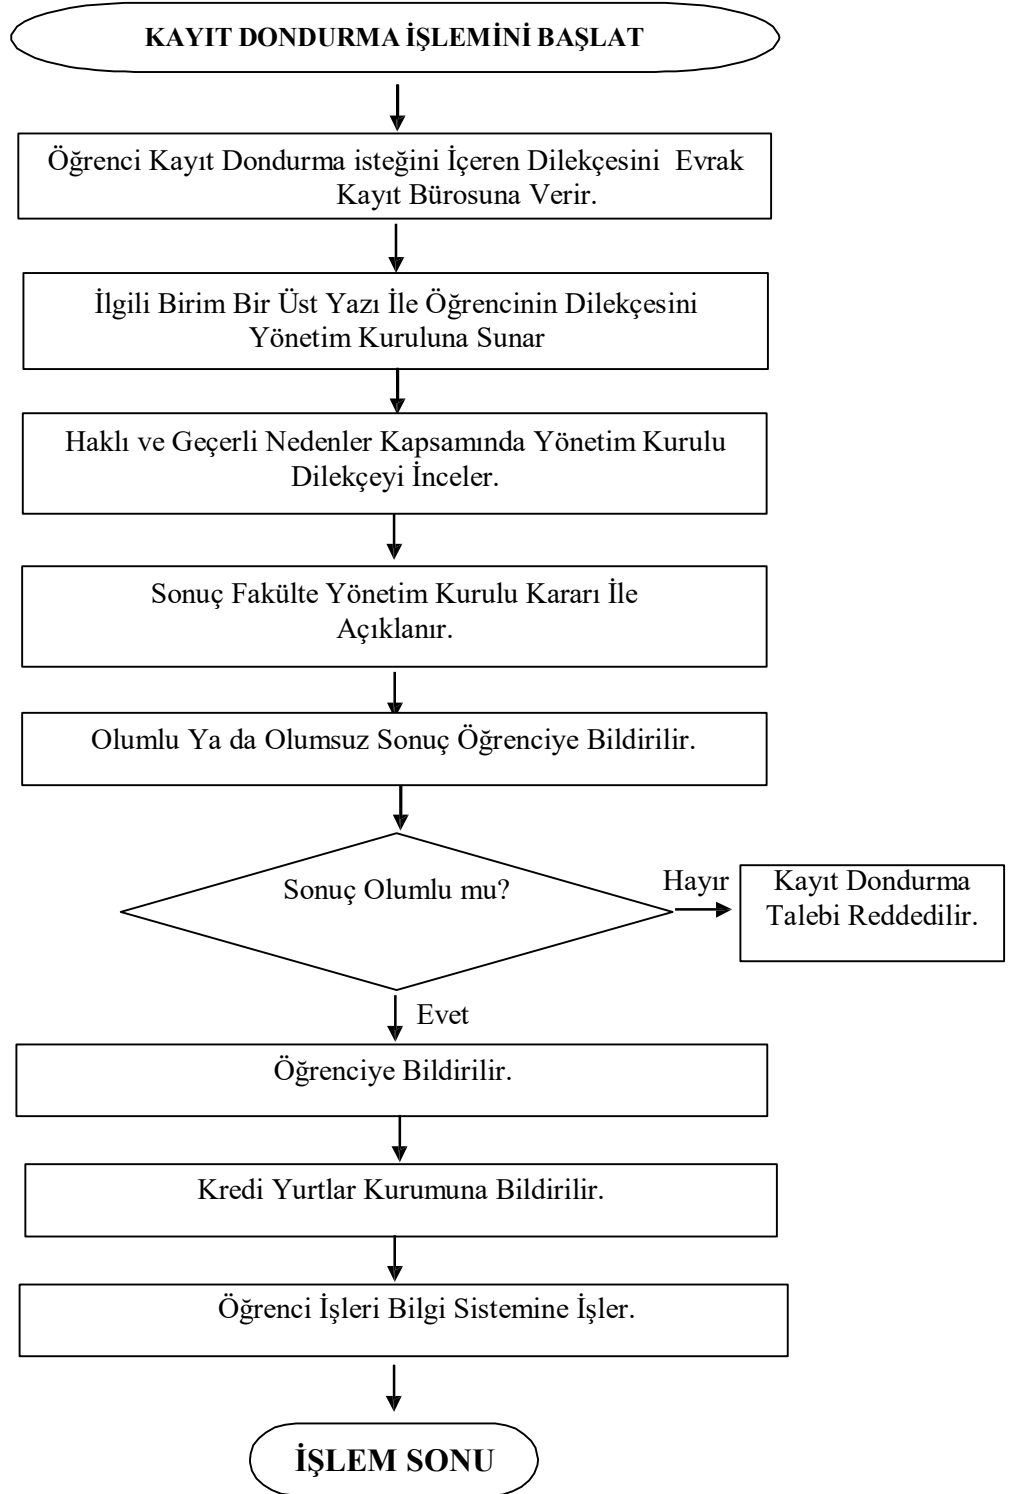 KAYIT DONDURMA İŞLEMİNİ BAŞLAT
Öğrenci Kayıt Dondurma isteğini İçeren Dilekçesini Evrak
Kayıt Bürosuna Verir.
İlgili Birim Bir Üst Yazı İle Öğrencinin Dilekçesini
Yönetim Kuruluna Sunar
Haklı ve Geçerli Nedenler Kapsamında Yönetim Kurulu
Dilekçeyi İnceler.
Sonuç Fakülte Yönetim Kurulu Kararı İle
Açıklanır.
Olumlu Ya da Olumsuz Sonuç Öğrenciye Bildirilir.
Sonuç Olumlu mu?
Hayır
Kayıt Dondurma
Talebi Reddedilir.
Evet
Öğrenciye Bildirilir.
Kredi Yurtlar Kurumuna Bildirilir.
Öğrenci İşleri Bilgi Sistemine İşler.
İŞLEM SONU